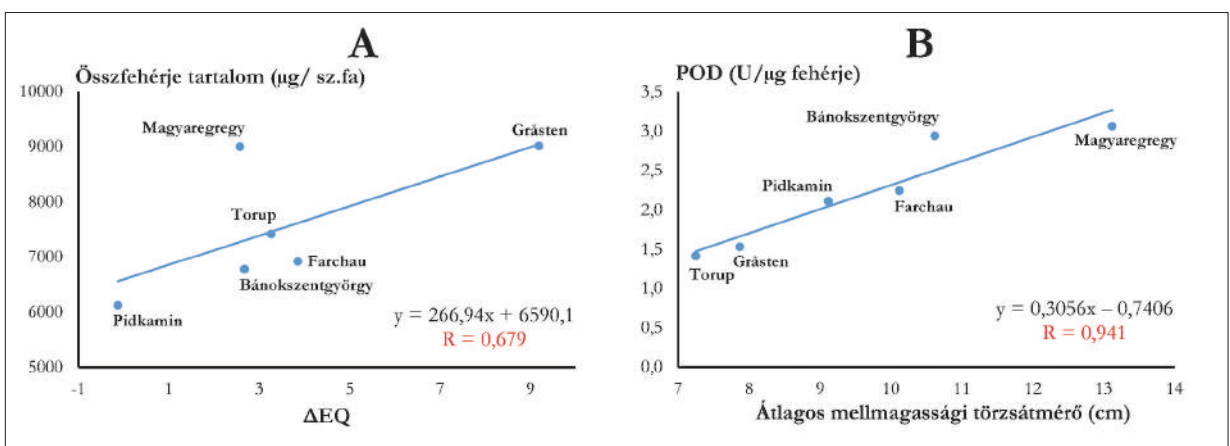 A
Összfehérje tartalom (µg/ sz.fa)
10000
9000
8000
7000
6000
5000
Magyaregregy
Gråsten
Torup
Farchau
Bánokszentgyörgy
Pidkamin
y = 266,94x + 6590,1
R = 0,679
-1 1 3 5 7 9
ΔEQ
B
POD (U/µg fehérje)
3,5
3,0
2,5
2,0
1,5
1,0
0,5
0,0
Bánokszentgyörgy
Magyaregregy
Pidkamin
Farchau
Gråsten
Torup
y = 0,3056x – 0,7406
R = 0,941
7 8 9 10 11 12 13 14
Átlagos mellmagassági törzsátmérő (cm)